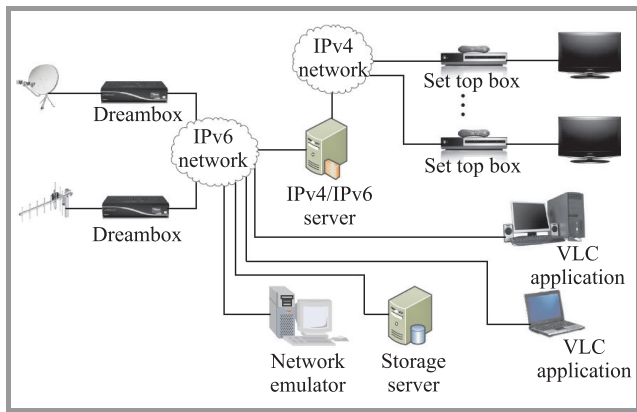 IPv4
network
Set top box
Dreambox
IPv6
network
Set top box
IPv4/IPv6
server
Dreambox
VLC
application
Network
emulator
Storage
server
VLC
application